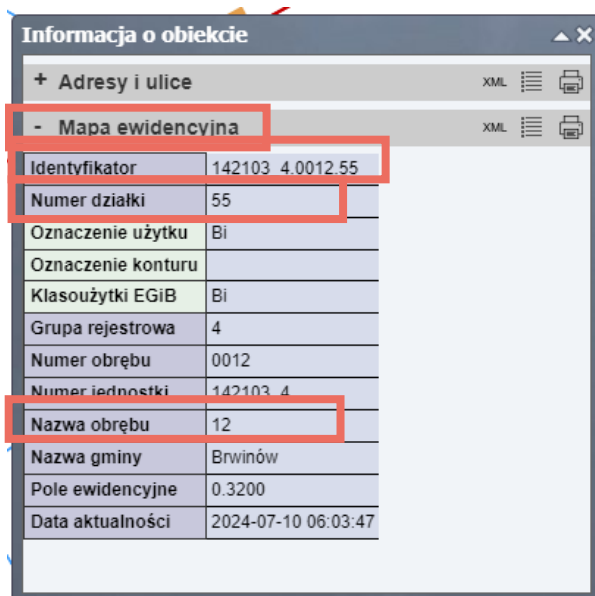 Informacja o obiekcie
+ Adresy i ulice XML
- Mapa ewidencyjna XML
Identyfikator 142103_4.0012.55
Numer działki 55
Oznaczenie użytku Bi
Oznaczenie konturu
Klasoużytki EGiB Bi
Grupa rejestrowa 4
Numer obrębu 0012
Numer jednostki 142103_4
Nazwa obrębu 12
Nazwa gminy Brwinów
Pole ewidencyjne 0.3200
Data aktualności 2024-07-10 06:03:47